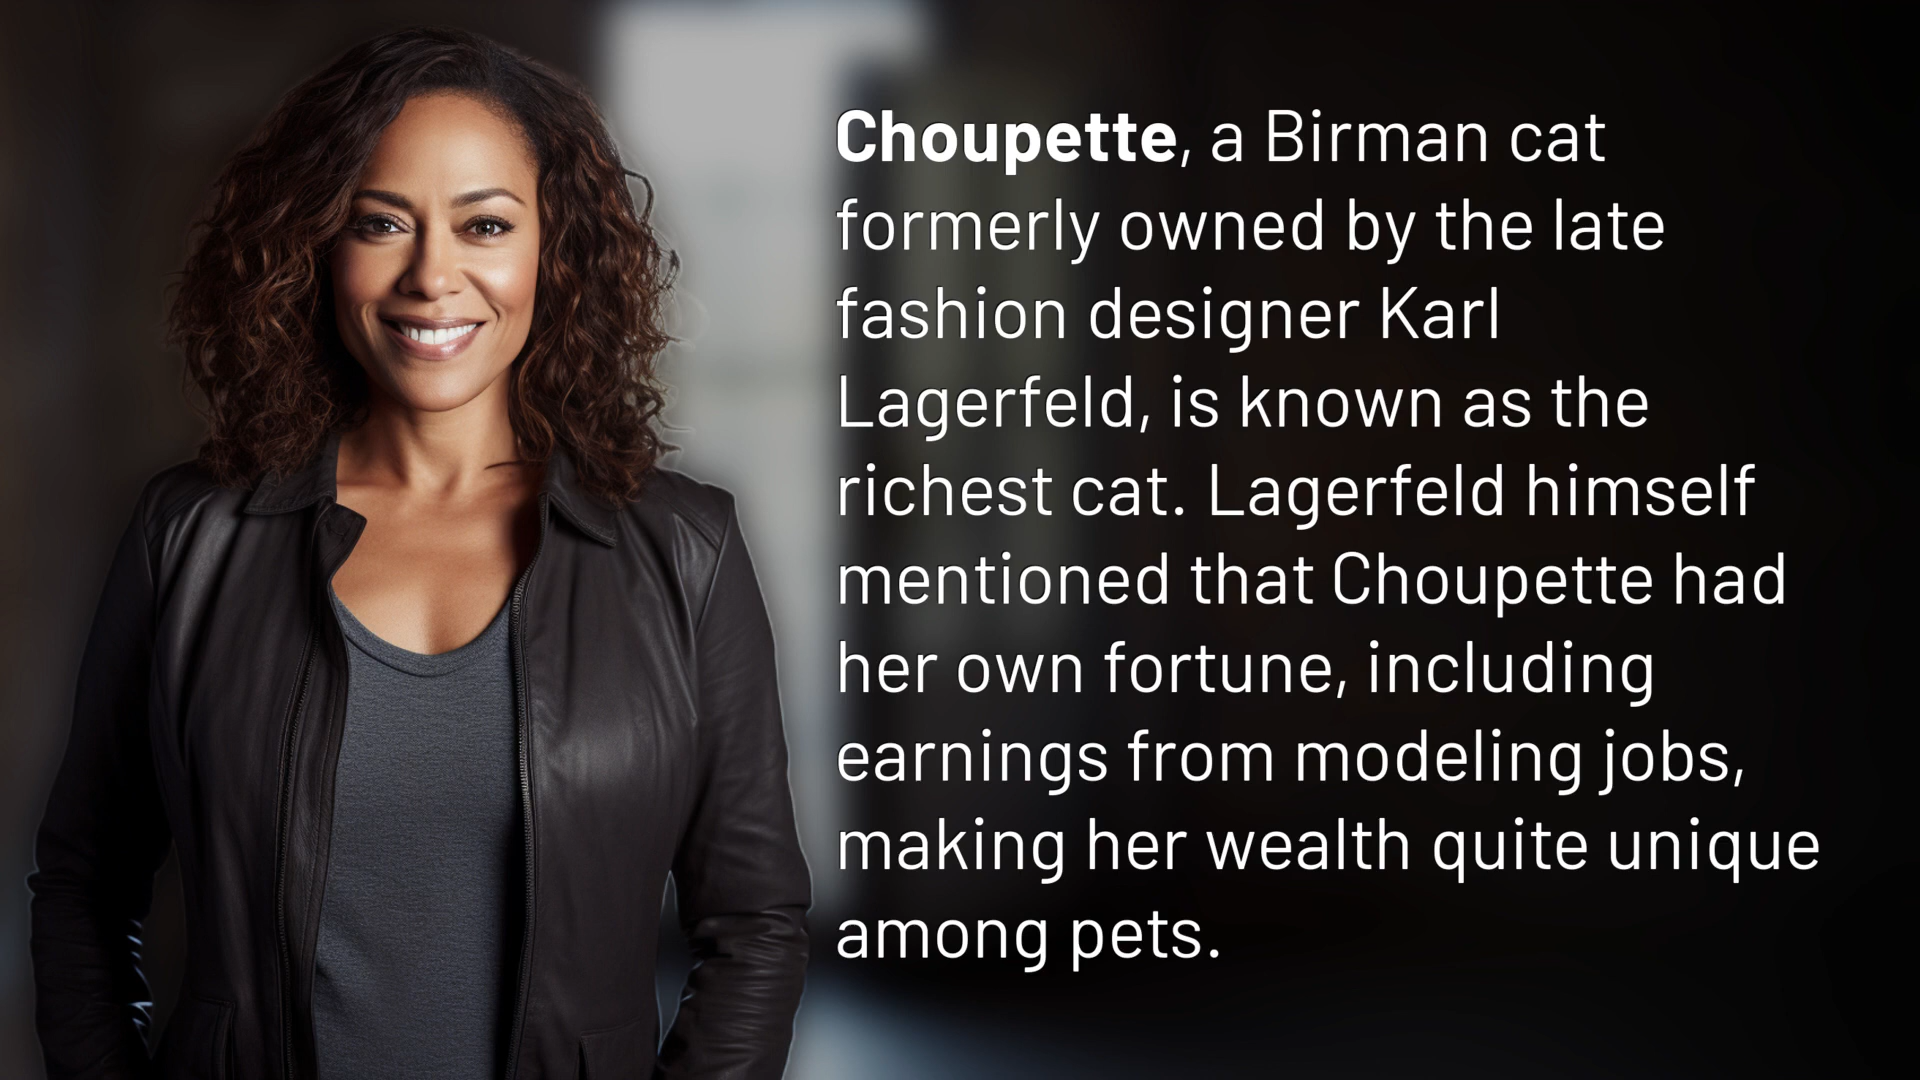 Choupette, a Birman cat
formerly owned by the late
fashion designer Karl
Lagerfeld, is known as the
richest cat. Lagerfeld himself
mentioned that Choupette had
her own fortune, including
earnings from modeling jobs,
making her wealth quite unique
among pets.